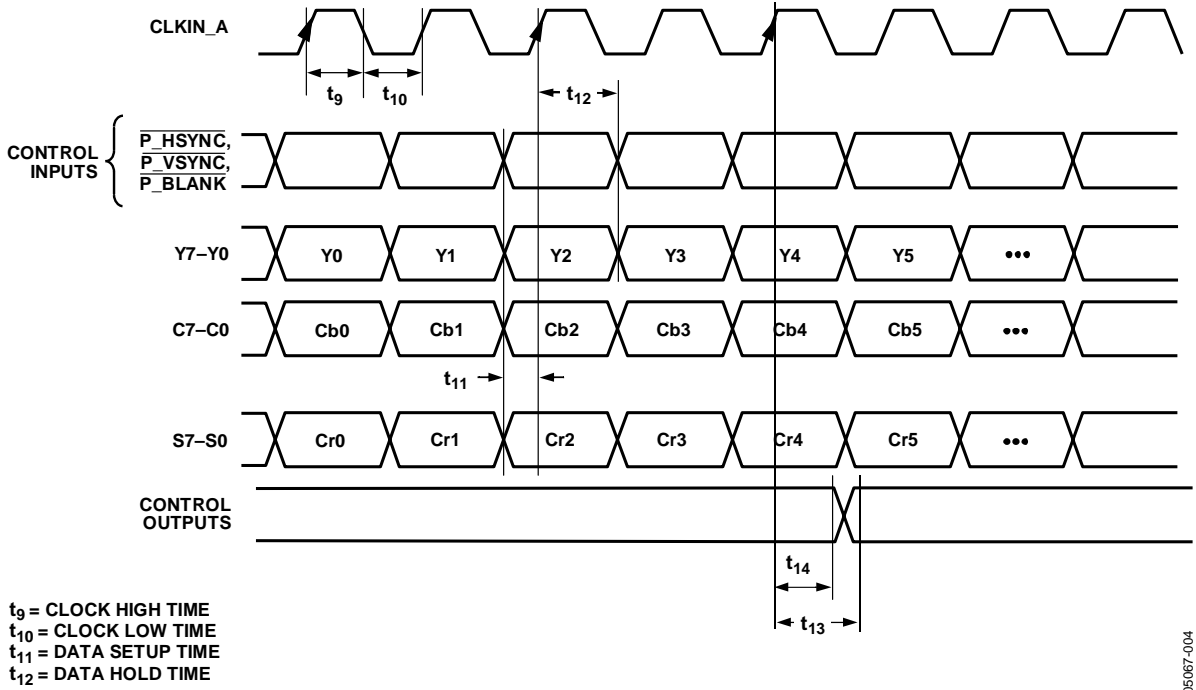 CLKIN_A
t9
t10
t12
CONTROL
INPUTS
P_HSYNC,
P_VSYNC,
P_BLANK
Y7–Y0
Y0
Y1
Y2
Y3
Y4
Y5
•••
C7–C0
Cb0
Cb1
Cb2
Cb3
Cb4
Cb5
•••
t11
S7–S0
Cr0
Cr1
Cr2
Cr3
Cr4
Cr5
•••
CONTROL
OUTPUTS
t14
t13
t9 = CLOCK HIGH TIME
t10 = CLOCK LOW TIME
t11 = DATA SETUP TIME
t12 = DATA HOLD TIME
05067-004